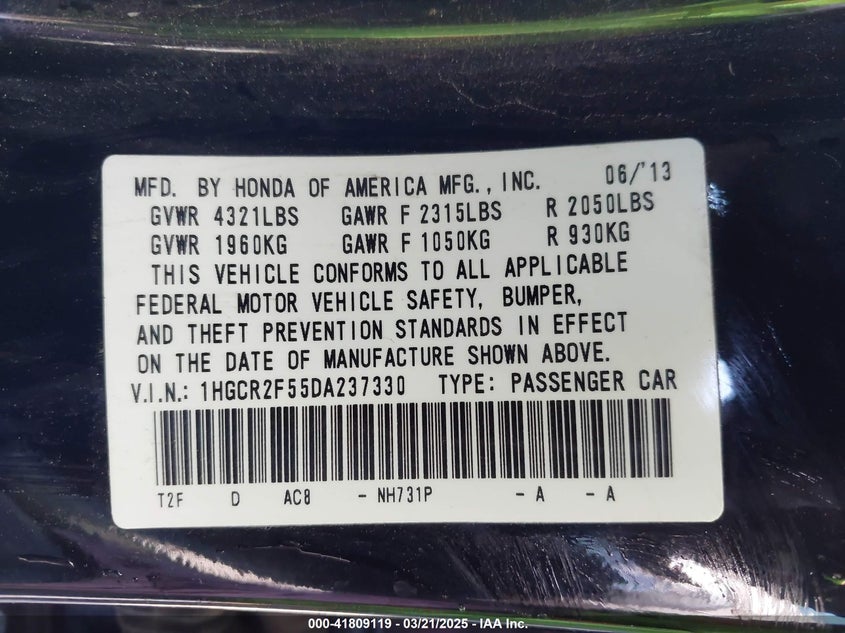 MFD. BY HONDA OF AMERICA MFG., INC. 06/'13
GVWR 4321LBS GAWR F 2315LBS R 2050LBS
GVWR 1960KG GAWR F 1050KG R 930KG
THIS VEHICLE CONFORMS TO ALL APPLICABLE
FEDERAL MOTOR VEHICLE SAFETY, BUMPER,
AND THEFT PREVENTION STANDARDS IN EFFECT
ON THE DATE OF MANUFACTURE SHOWN ABOVE.
V.I.N.: 1HGCR2F55DA237330 TYPE: PASSENGER CAR
T2F D AC8 - NH731P - A - A
000-41809119 — 03/21/2025 — IAA Inc.